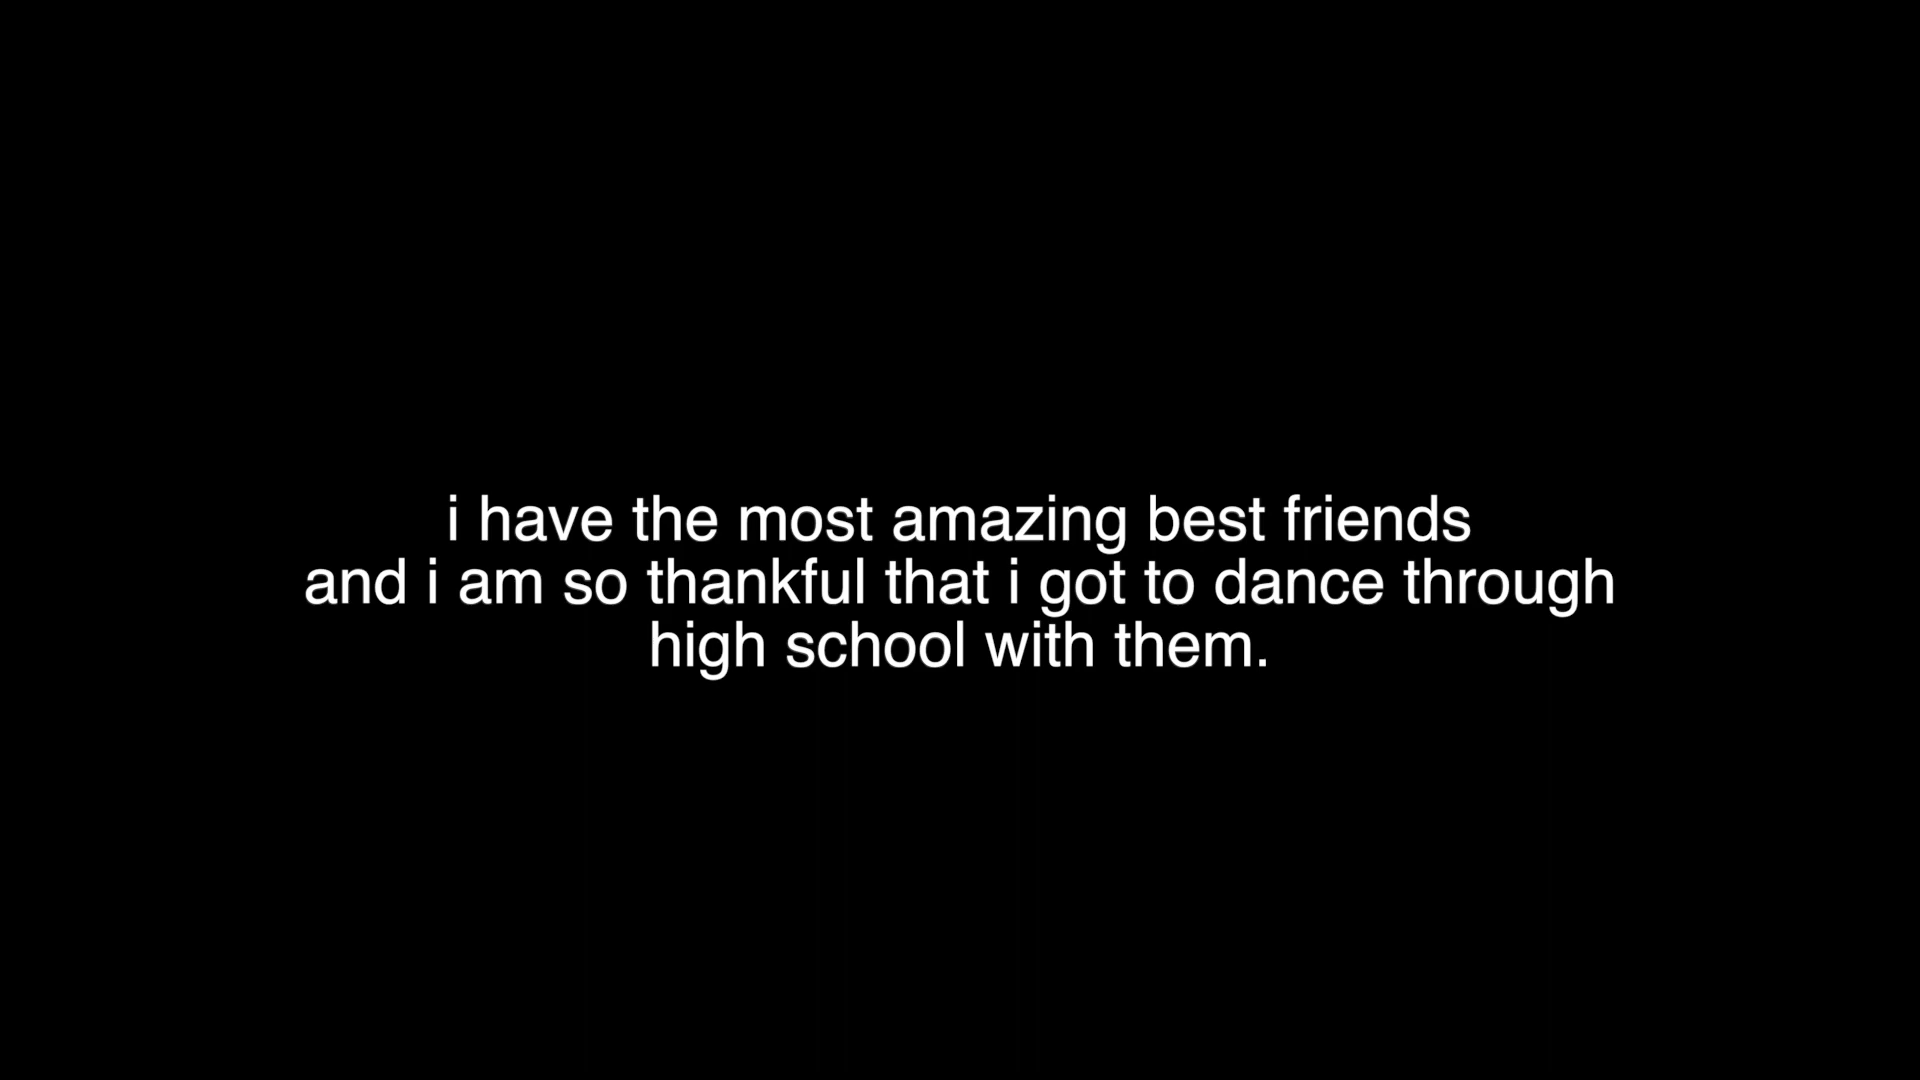 i have the most amazing best friends
and i am so thankful that i got to dance through
high school with them.